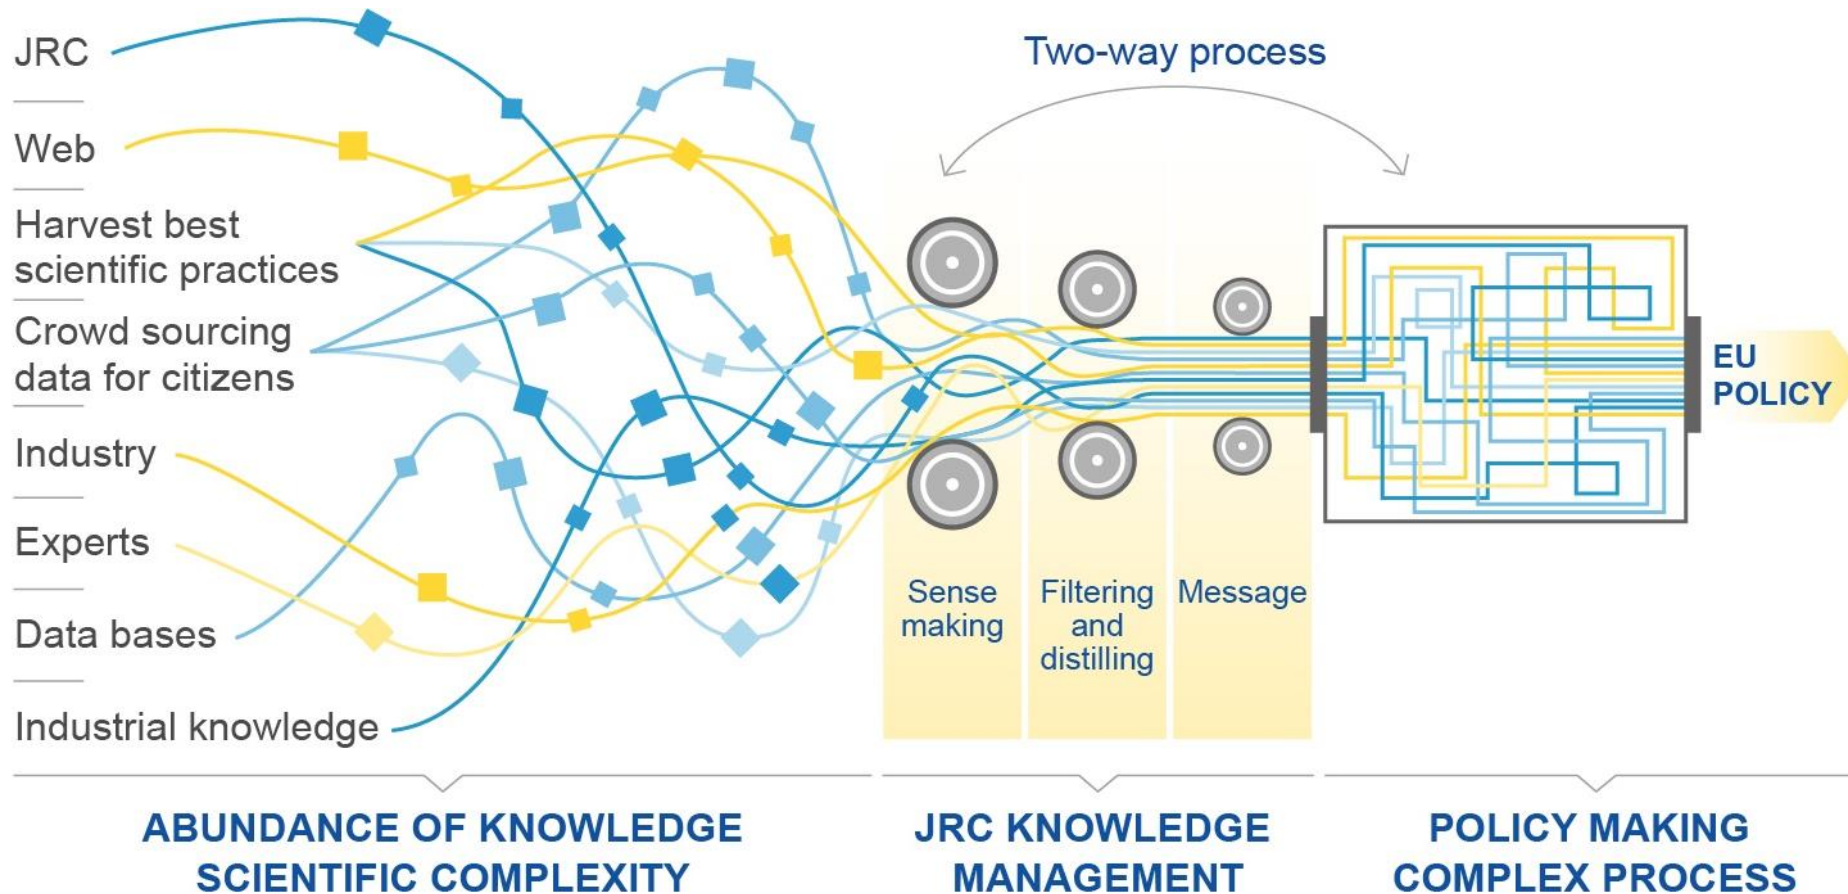 JRC
Web
Harvest best
scientific practices
Crowd sourcing
data for citizens
Industry
Experts
Data bases
Industrial knowledge
Two-way process
Sense
making
Filtering
and
distilling
Message
EU
POLICY
ABUNDANCE OF KNOWLEDGE
SCIENTIFIC COMPLEXITY
JRC KNOWLEDGE
MANAGEMENT
POLICY MAKING
COMPLEX PROCESS